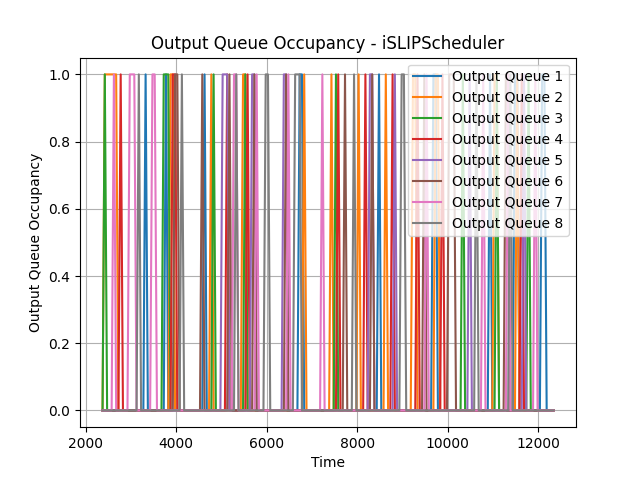 Output Queue Occupancy - iSLIPScheduler
Output Queue Occupancy
1.0
0.8
0.6
0.4
0.2
0.0
Output Queue 1
Output Queue 2
Output Queue 3
Output Queue 4
Output Queue 5
Output Queue 6
Output Queue 7
Output Queue 8
2000 4000 6000 8000 10000 12000
Time